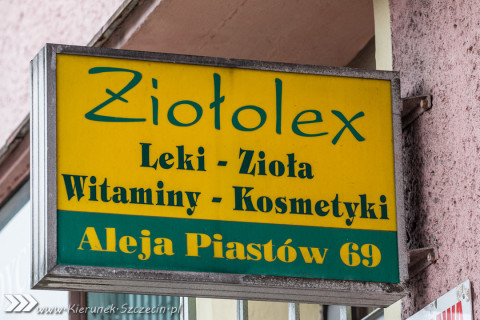 Ziołolex
Leki - Zioła
Witaminy - Kosmetyki
Aleja Piastów 69
www.Kierunek-Szczecin.pl